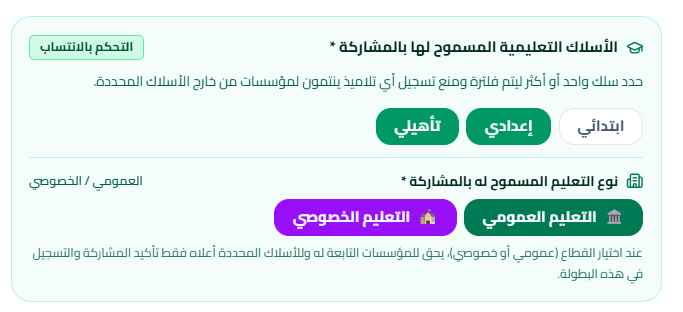 الأسلاك التعليمية المسموح لها بالمشاركة *
التحكم بالانتساب
حدد سلك واحد أو أكثر ليتم فلترة ومنع تسجيل أي تلاميذ ينتمون لمؤسسات من خارج الأسلاك المحددة.
ابتدائي
إعدادي
تأهيلي
نوع التعليم المسموح له بالمشاركة *
العمومي / الخصوصي
التعليم العمومي
التعليم الخصوصي
عند اختيار القطاع (عمومي أو خصوصي)، يحق للمؤسسات التابعة له وللأسلاك المحددة أعلاه فقط تأكيد المشاركة والتسجيل
في هذه البطولة.